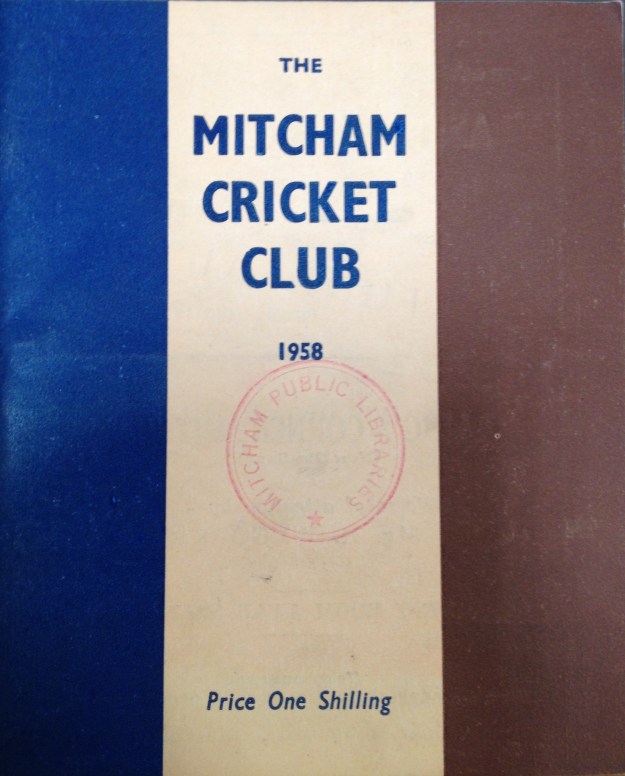 THE
MITCHAM
CRICKET
CLUB
1958
MITCHAM PUBLIC LIBRARIES
Price One Shilling